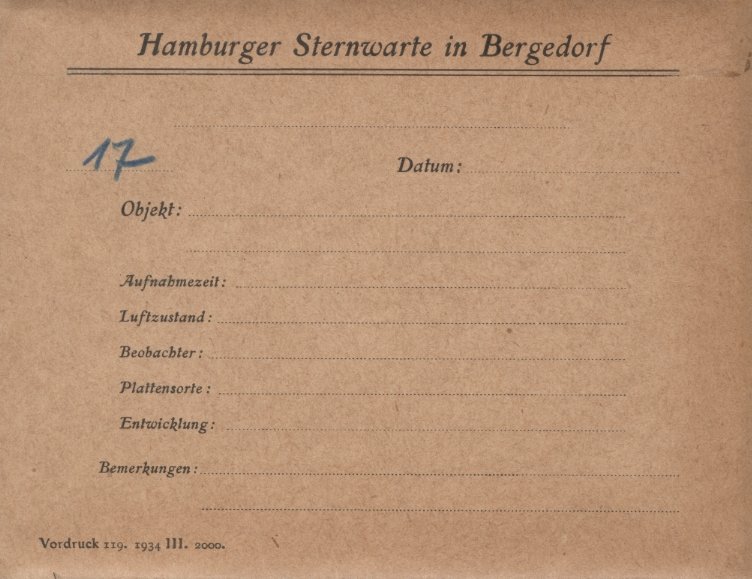 Hamburger Sternwarte in Bergedorf
17
Datum:
Objekt:
Aufnahmezeit:
Luftzustand:
Beobachter:
Plattensorte:
Entwicklung:
Bemerkungen:
Vordruck 119. 1934 III. 2000.